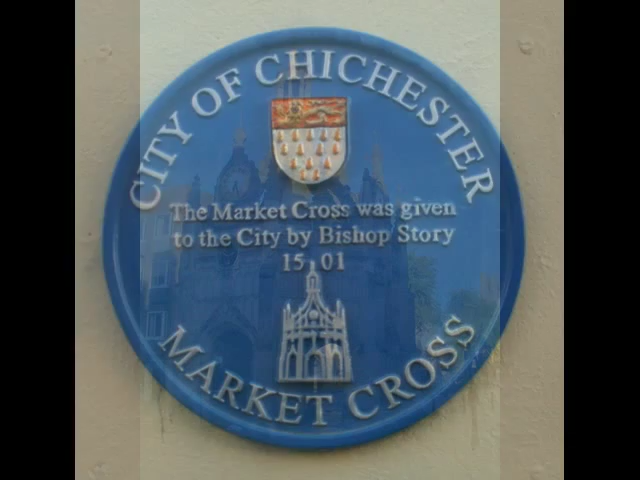 CITY OF CHICHESTER
The Market Cross was given
to the City by Bishop Story
15 01
MARKET CROSS